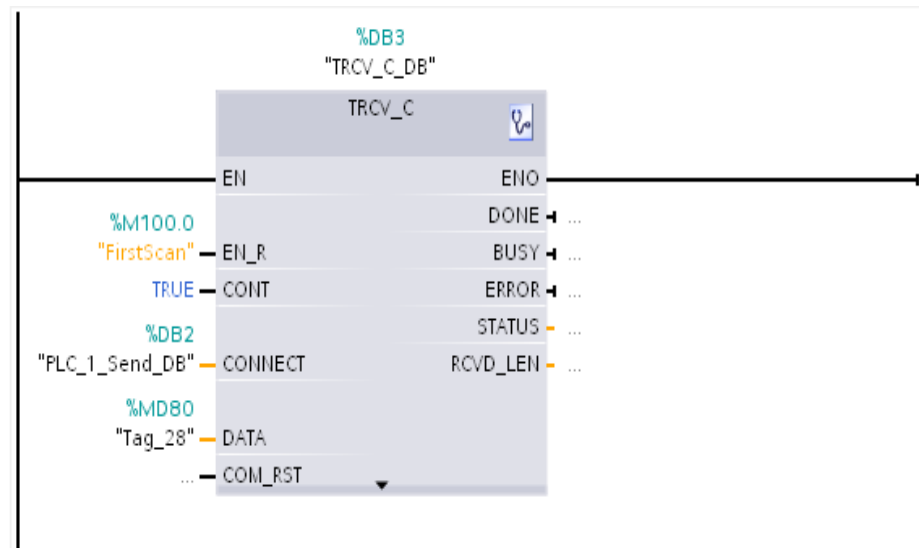 %DB3
"TRCV_C_DB"
TRCV_C
EN ENO
DONE ...
%M100.0
"FirstScan" EN_R BUSY ...
TRUE CONT ERROR ...
%DB2 STATUS ...
"PLC_1_Send_DB" CONNECT RCVD_LEN ...
%MD80
"Tag_28" DATA
... COM_RST